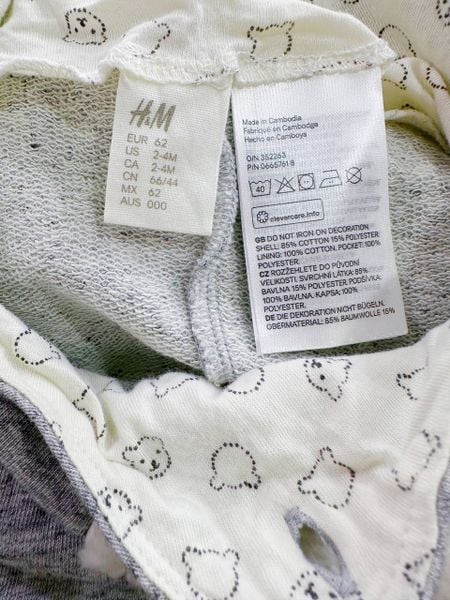 H&M
EUR 62
US 2-4M
CA 2-4M
CN 66/44
MX 62
AUS 000
Made in Cambodia
Fabriqué en Cambodge
Hecho en Camboya
O/N 352263
P/N 0665761 8
40
clevercare.info
GB DO NOT IRON ON DECORATION
SHELL: 85% COTTON 15% POLYESTER.
LINING: 100% COTTON. POCKET: 100%
POLYESTER.
CZ ROZŽEHLETE DO PŮVODNÍ
VELIKOSTI. SVRCHNÍ LÁTKA: 85%
BAVLNA 15% POLYESTER. PODŠÍVKA:
100% BAVLNA. KAPSA: 100%
POLYESTER.
DE DIE DEKORATION NICHT BÜGELN.
OBERMATERIAL: 85% BAUMWOLLE 15%